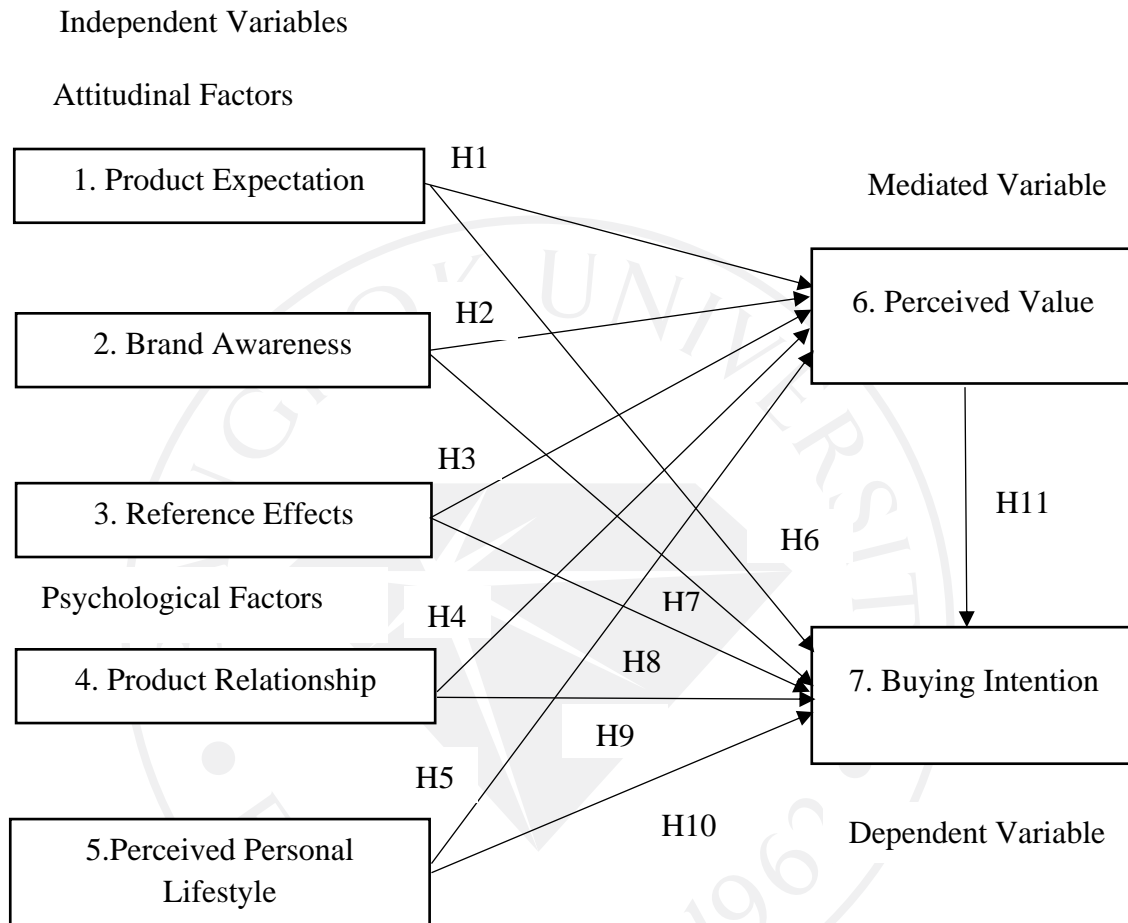 Independent Variables
Attitudinal Factors
H1
1. Product Expectation
Mediated Variable
6. Perceived Value
H2
2. Brand Awareness
H3
3. Reference Effects
H11
H6
Psychological Factors
H4
H7
H8
4. Product Relationship
7. Buying Intention
H9
H5
H10
Dependent Variable
5.Perceived Personal
Lifestyle
UNIVERSIT